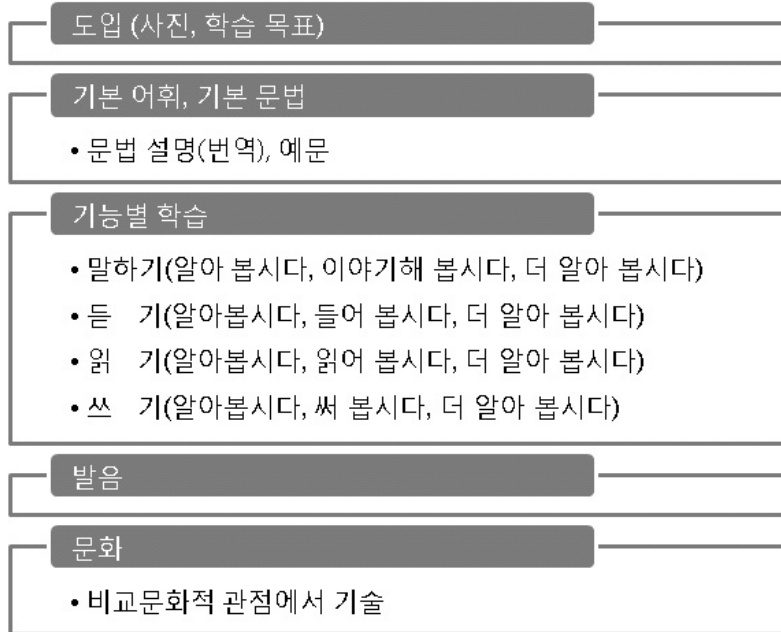 도입 (사진, 학습 목표)
기본 어휘, 기본 문법
• 문법 설명(번역), 예문
기능별 학습
• 말하기(알아 봅시다, 이야기해 봅시다, 더 알아 봅시다)
• 듣 기(알아봅시다, 들어 봅시다, 더 알아 봅시다)
• 읽 기(알아봅시다, 읽어 봅시다, 더 알아 봅시다)
• 쓰 기(알아봅시다, 써 봅시다, 더 알아 봅시다)
발음
문화
• 비교문화적 관점에서 기술